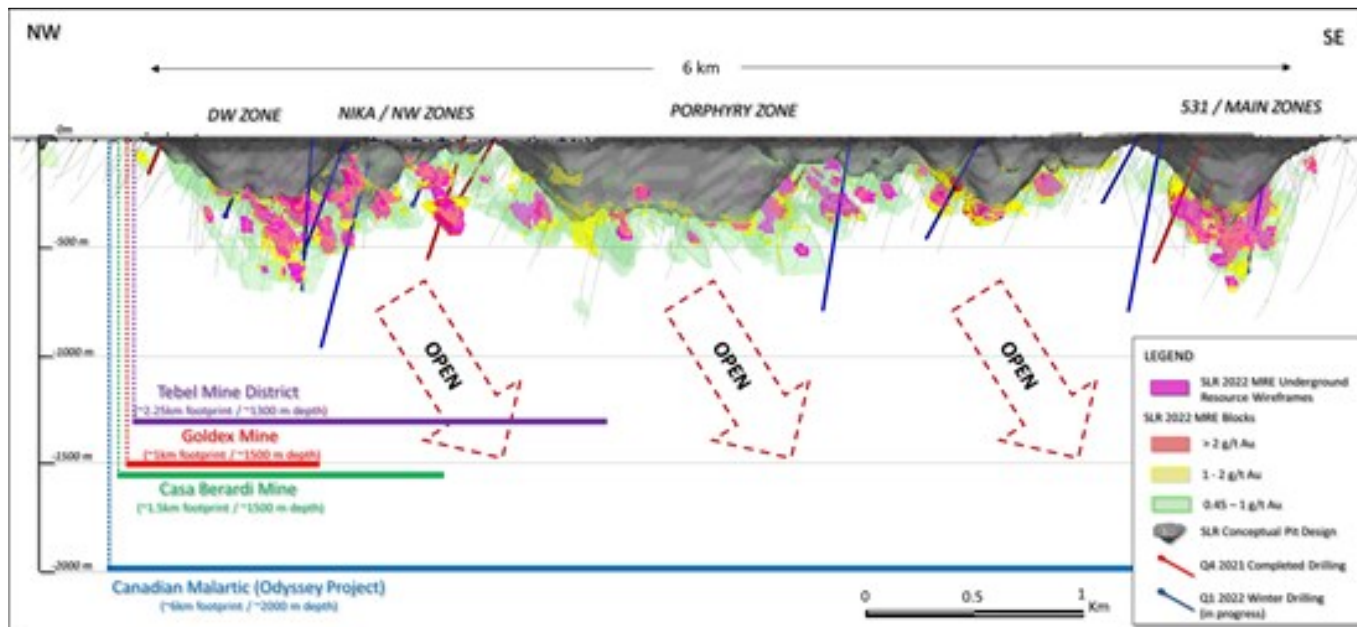 NW
SE
6 km
DW ZONE
NIKA / NW ZONES
PORPHYRY ZONE
531 / MAIN ZONES
0m
-500 m
-1000 m
-1500 m
-2000 m
OPEN
OPEN
OPEN
Tebel Mine District
(~2.25km footprint / ~1300 m depth)
Goldex Mine
(~1km footprint / ~1500 m depth)
Casa Berardi Mine
(~1.5km footprint / ~1500 m depth)
Canadian Malartic (Odyssey Project)
(~6km footprint / ~2000 m depth)
0 0.5 1
Km
LEGEND
SLR 2022 MRE Underground
Resource Wireframes
SLR 2022 MRE Blocks
> 2 g/t Au
1 - 2 g/t Au
0.45 – 1 g/t Au
SLR Conceptual Pit Design
Q4 2021 Completed Drilling
Q1 2022 Winter Drilling
(in progress)